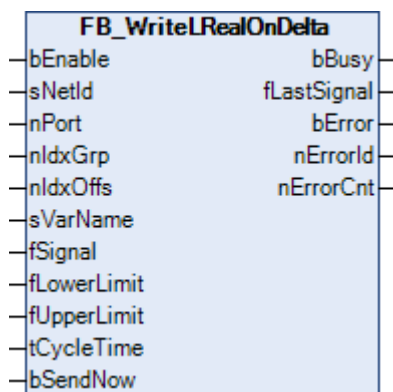 FB_WriteLRealOnDelta
bEnable bBusy
sNetId fLastSignal
nPort bError
nIdxGrp nErrorId
nIdxOffs nErrorCnt
sVarName
fSignal
fLowerLimit
fUpperLimit
tCycleTime
bSendNow